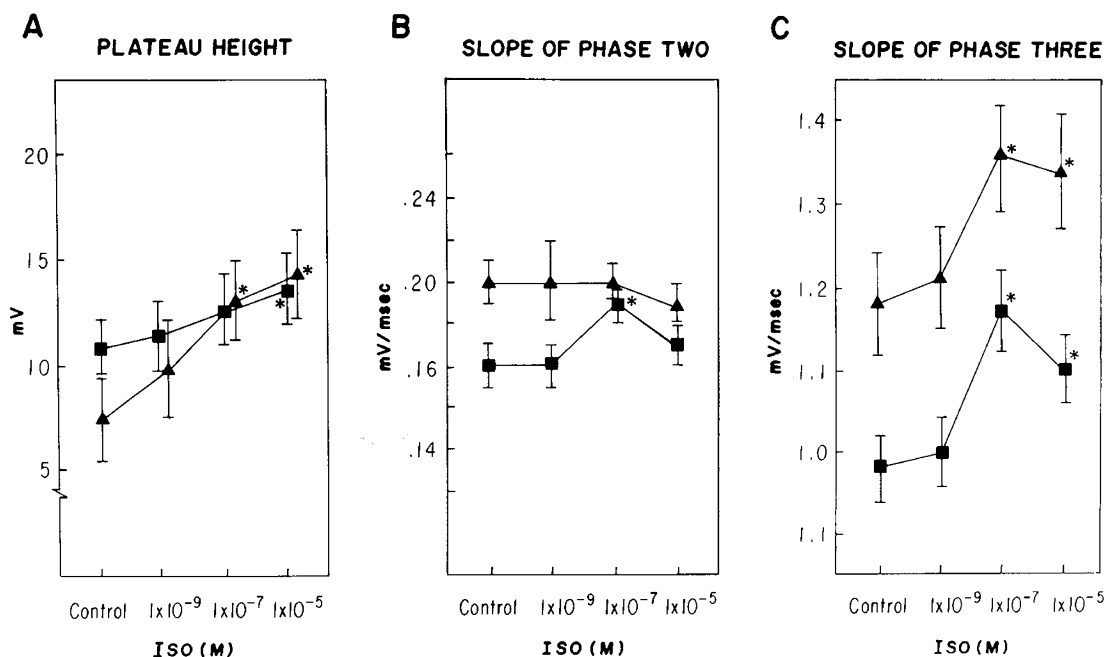 A
PLATEAU HEIGHT
mV
20
15
10
5
*
*
*
Control 1x10-9 1x10-7 1x10-5
ISO (M)
B
SLOPE OF PHASE TWO
mV/msec
.24
.20
.16
.14
*
Control 1x10-9 1x10-7 1x10-5
ISO (M)
C
SLOPE OF PHASE THREE
mV/msec
1.4
1.3
1.2
1.1
1.0
1.1
*
*
*
*
Control 1x10-9 1x10-7 1x10-5
ISO (M)